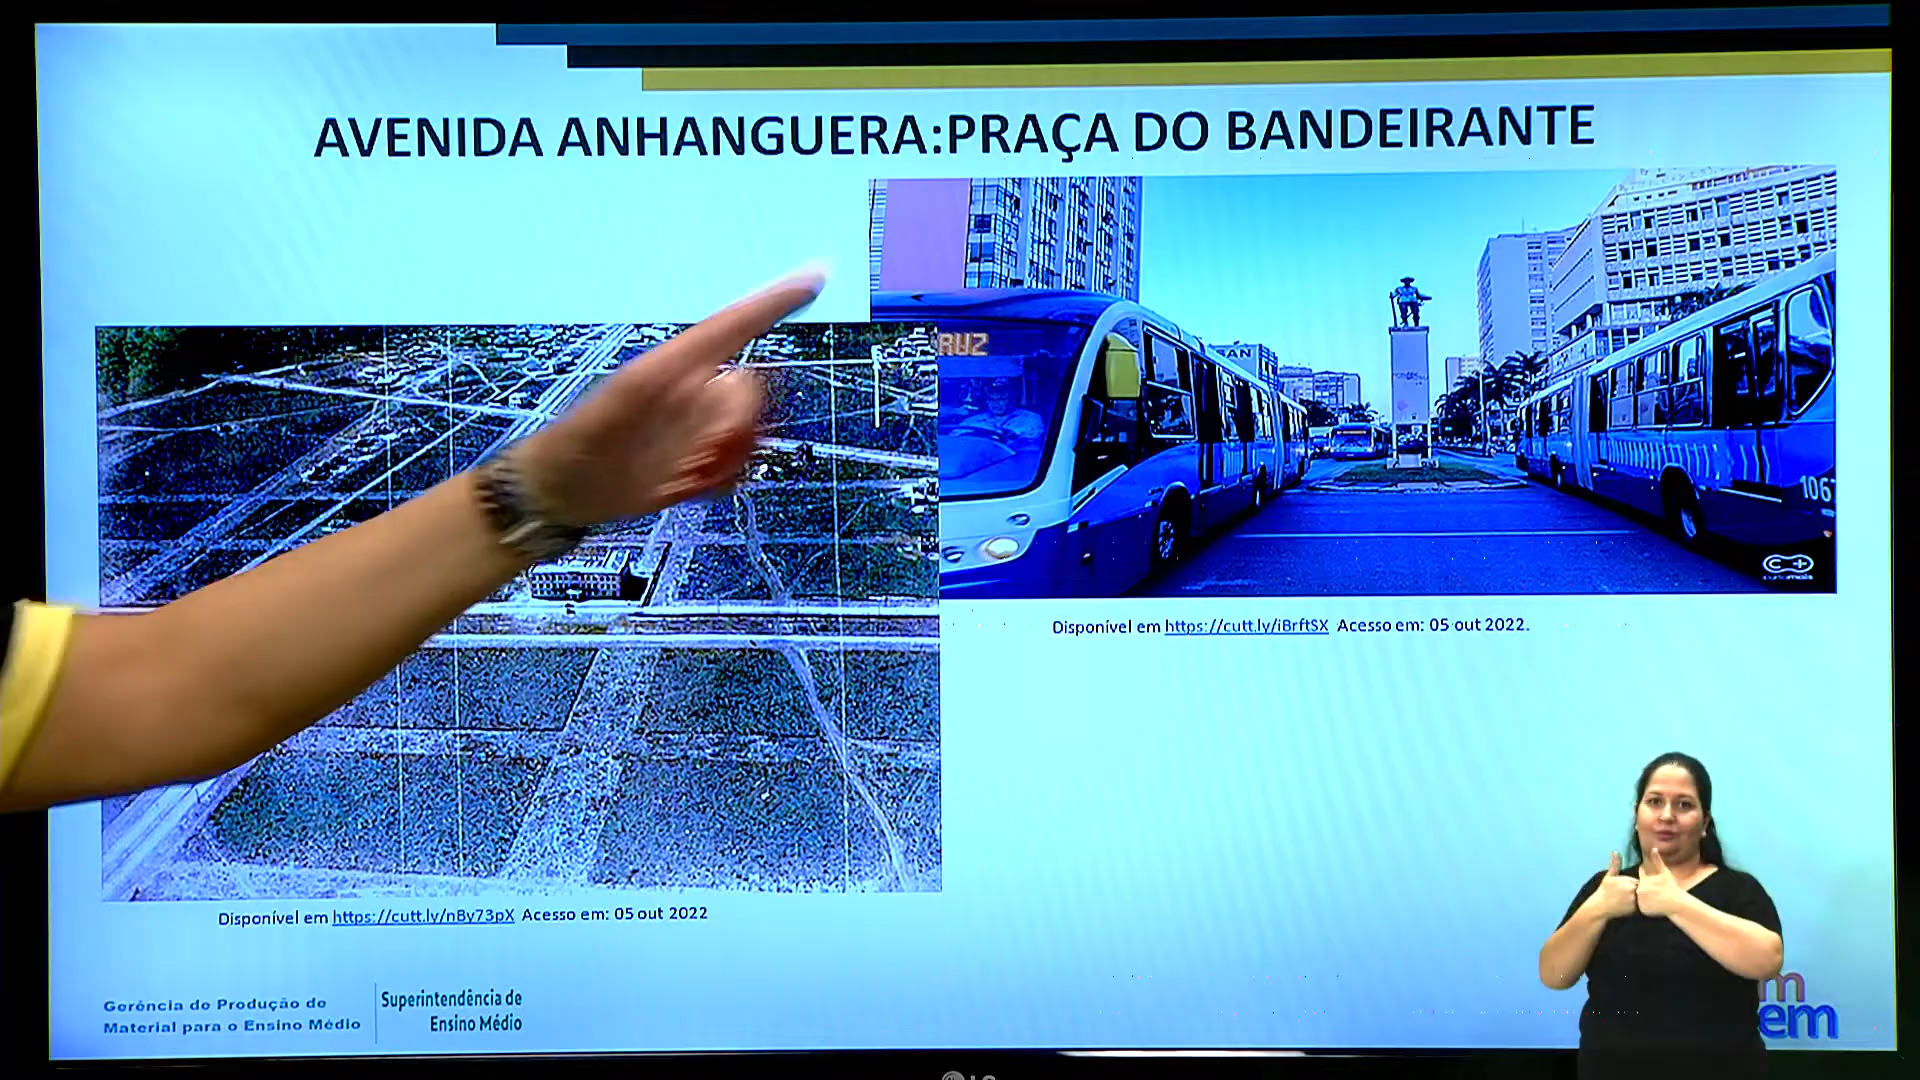 AVENIDA ANHANGUERA:PRAÇA DO BANDEIRANTE
RUZ
106
Disponível em https://cutt.ly/iBrftSX Acesso em: 05 out 2022.
Disponível em https://cutt.ly/nBy73pX Acesso em: 05 out 2022
Gerência de Produção de
Material para o Ensino Médio
Superintendência de
Ensino Médio
em